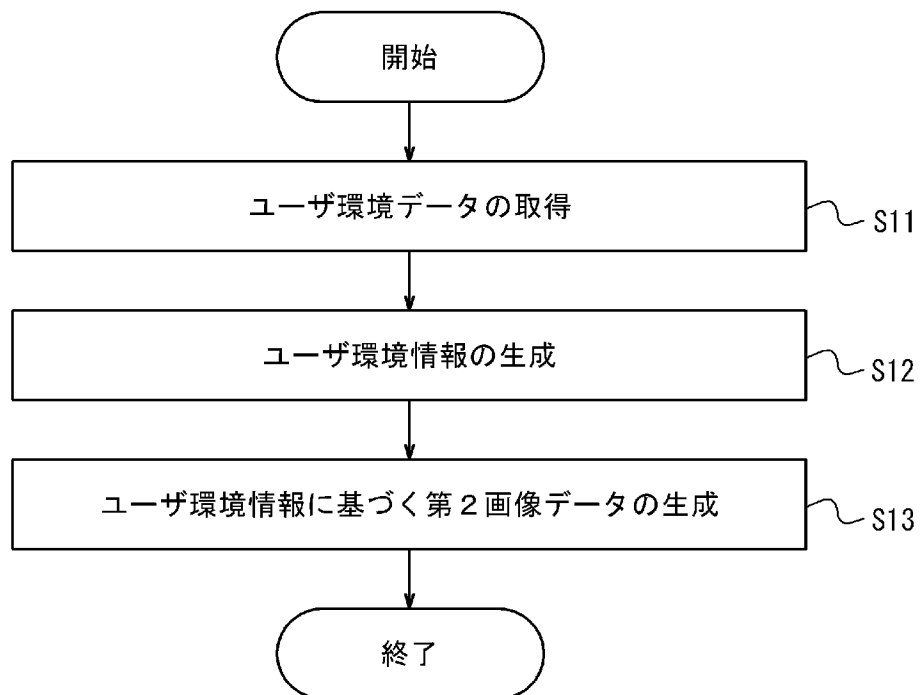 開始
ユーザ環境データの取得
S11
ユーザ環境情報の生成
S12
ユーザ環境情報に基づく第２画像データの生成
S13
終了